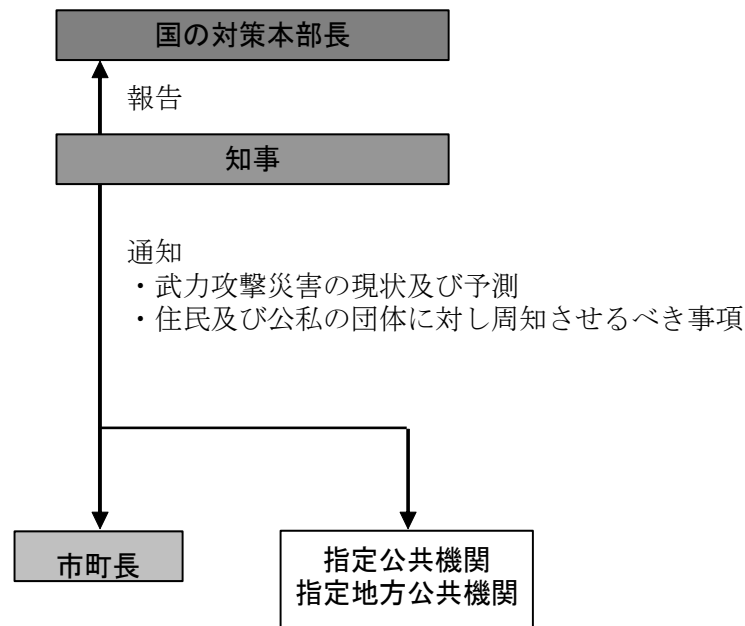 国の対策本部長
報告
知事
通知
・武力攻撃災害の現状及び予測
・住民及び公私の団体に対し周知させるべき事項
市町長
指定公共機関
指定地方公共機関